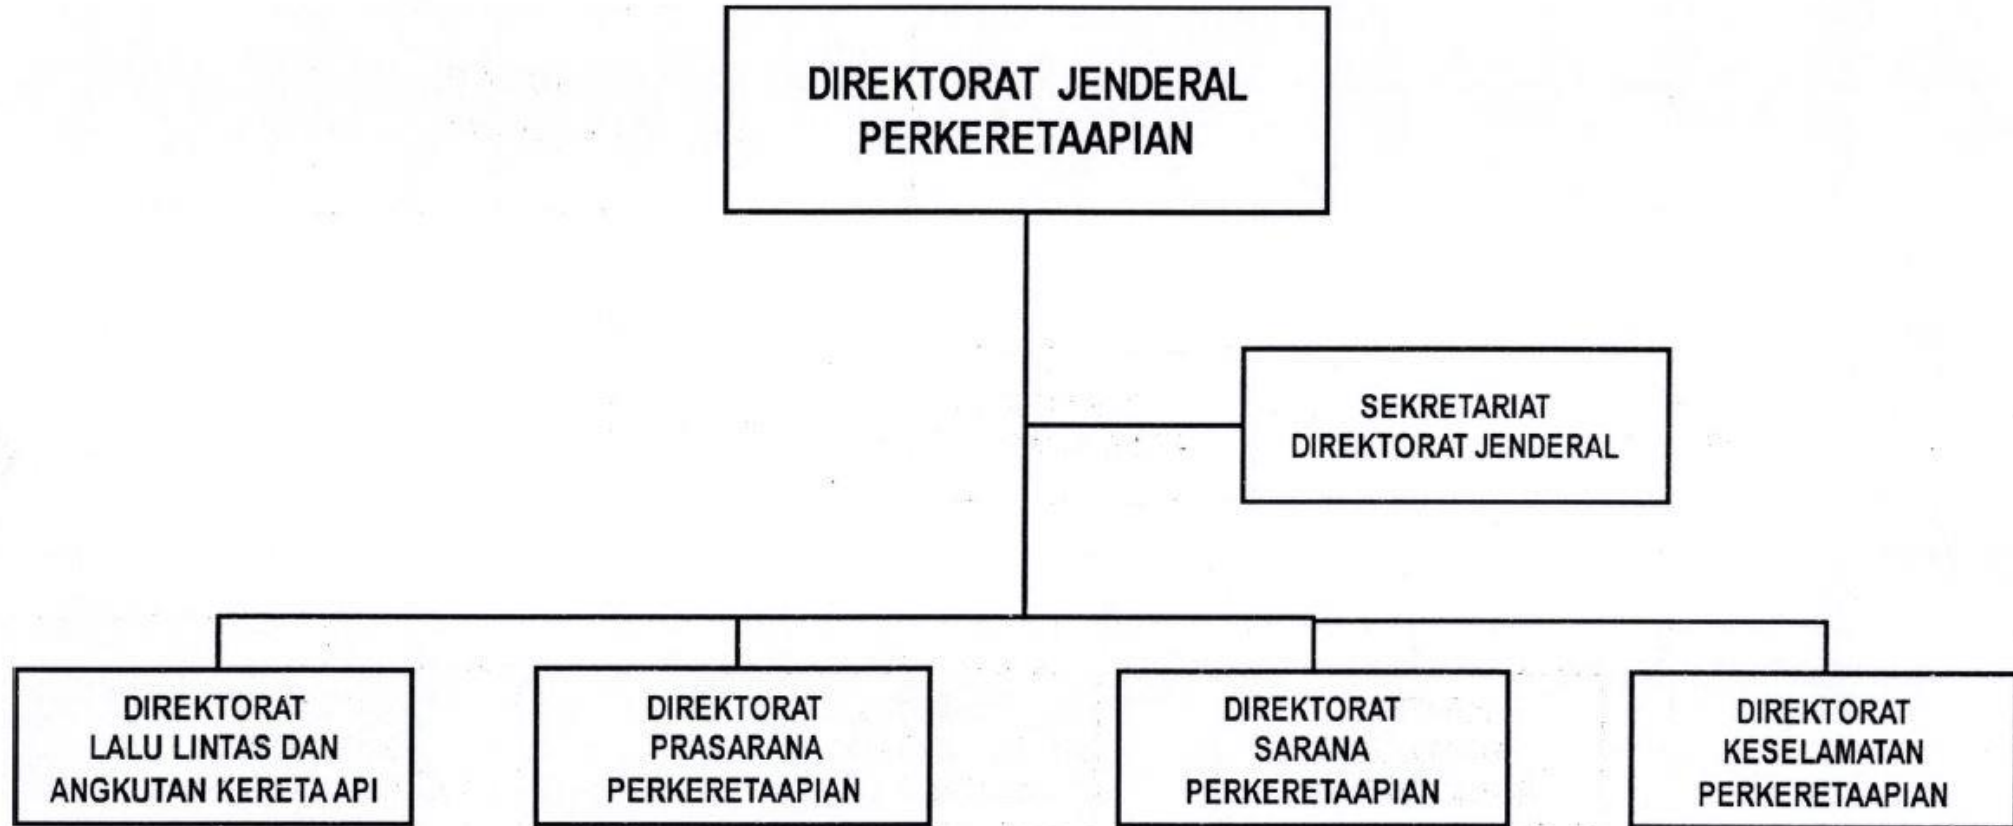 DIREKTORAT JENDERAL
PERKERETAAPIAN
SEKRETARIAT
DIREKTORAT JENDERAL
DIREKTORAT
LALU LINTAS DAN
ANGKUTAN KERETA API
DIREKTORAT
PRASARANA
PERKERETAAPIAN
DIREKTORAT
SARANA
PERKERETAAPIAN
DIREKTORAT
KESELAMATAN
PERKERETAAPIAN